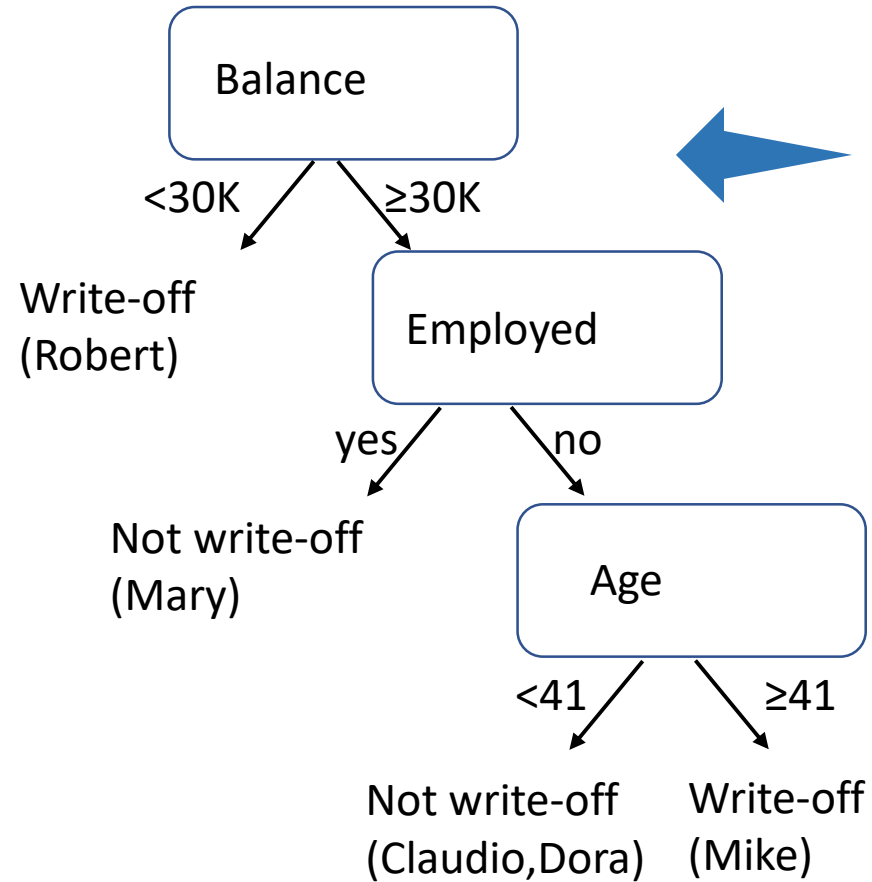 Balance
<30K
≥30K
Write-off
(Robert)
Employed
yes
no
Not write-off
(Mary)
Age
<41
≥41
Not write-off
(Claudio,Dora)
Write-off
(Mike)